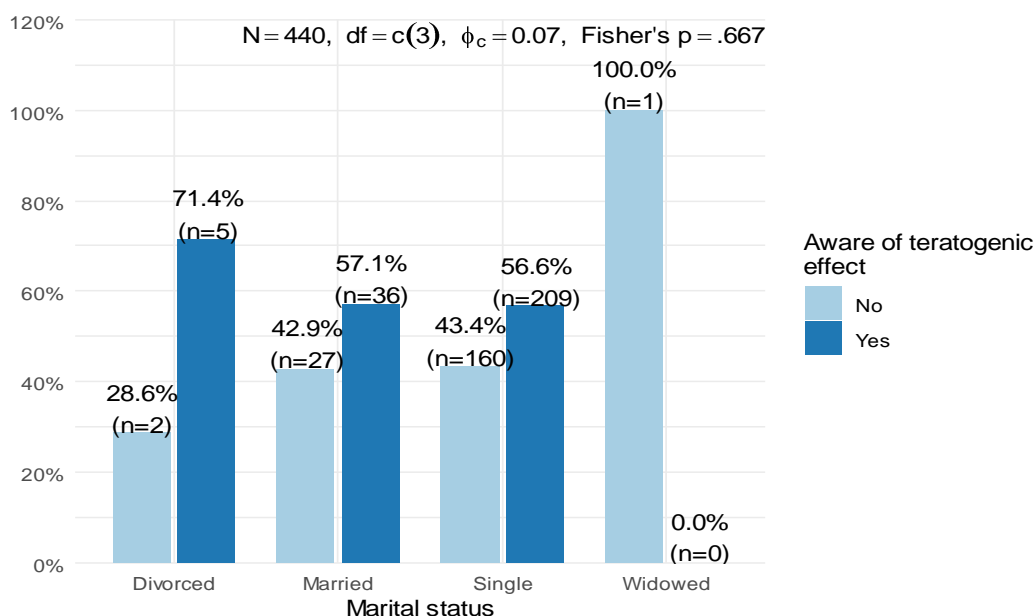 120%
N = 440, df = c(3), ϕc = 0.07, Fisher's p = .667
100.0%
(n=1)
100%
80%
71.4%
(n=5)
57.1%
(n=36)
56.6%
(n=209)
60%
42.9%
(n=27)
43.4%
(n=160)
40%
28.6%
(n=2)
20%
0.0%
(n=0)
0%
Divorced Married Single Widowed
Marital status
Aware of teratogenic
effect
No
Yes